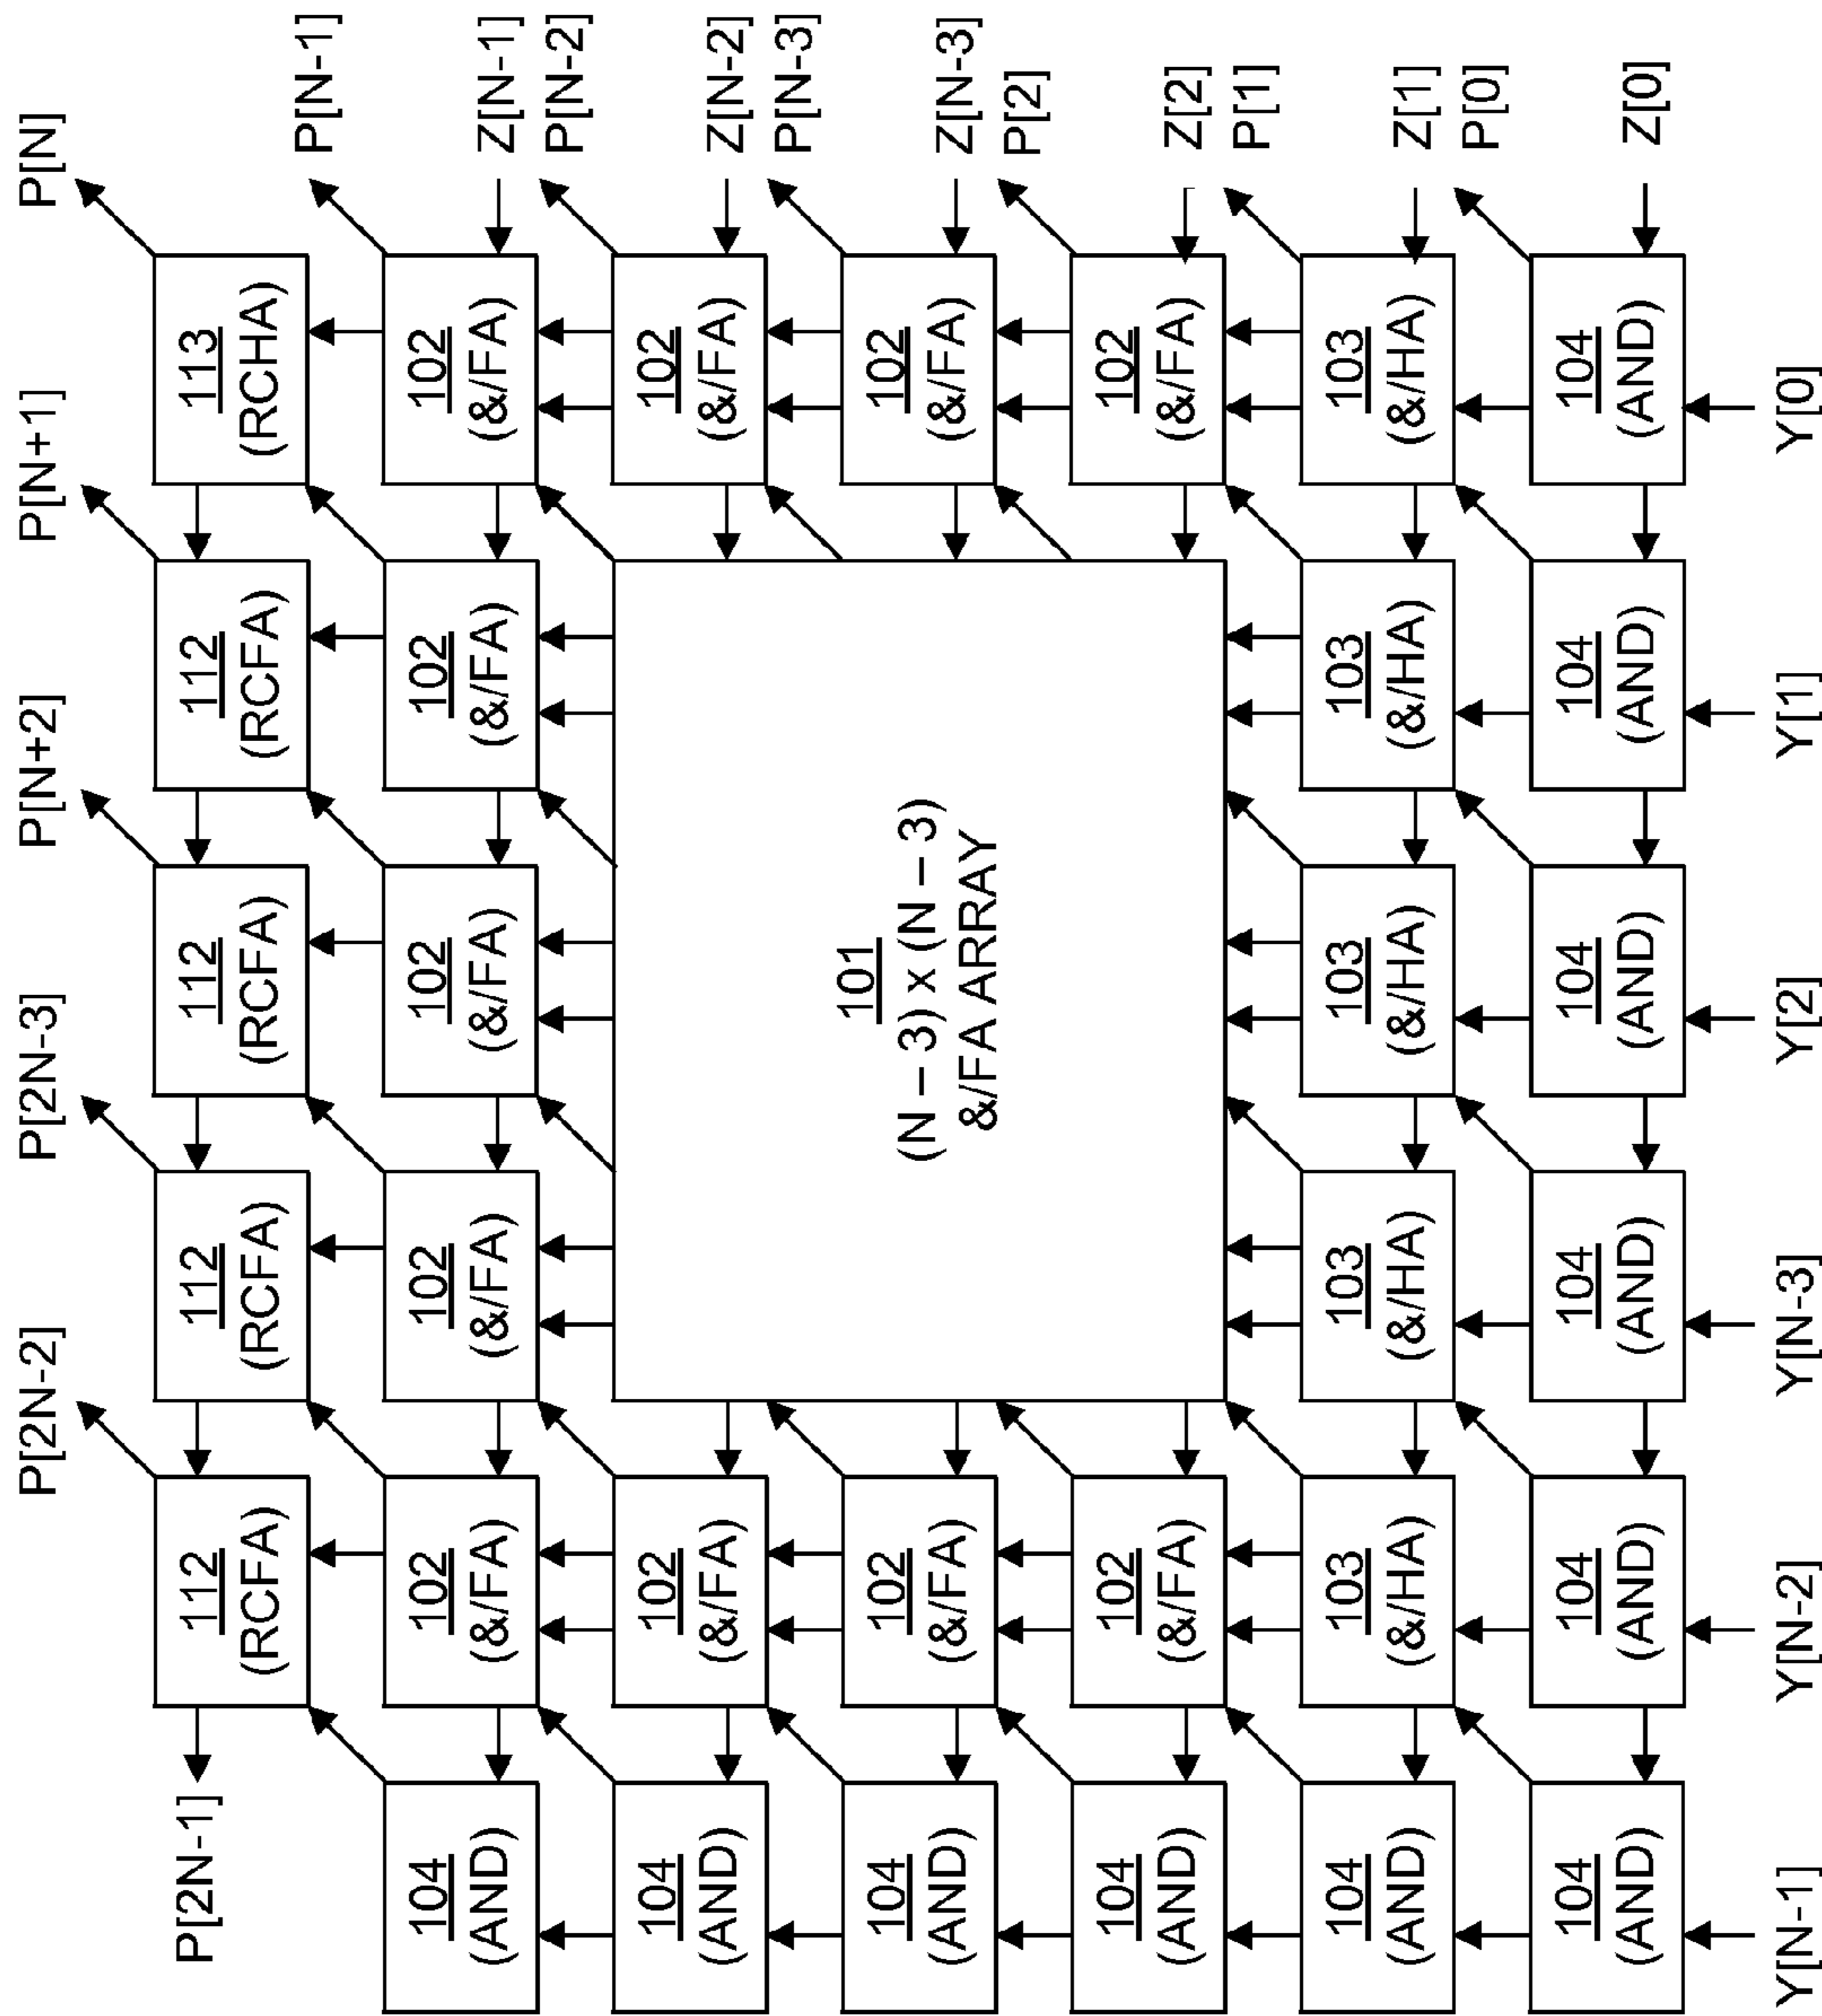 P[2N-2]
P[2N-3]
P[N+2]
P[N+1]
P[N]
P[2N-1]
112
(RCFA)
112
(RCFA)
112
(RCFA)
112
(RCFA)
113
(RCHA)
P[N-1]
104
(AND)
102
(&/FA)
102
(&/FA)
102
(&/FA)
102
(&/FA)
102
(&/FA)
Z[N-1]
P[N-2]
104
(AND)
102
(&/FA)
102
(&/FA)
Z[N-2]
P[N-3]
104
(AND)
102
(&/FA)
101
(N – 3) x (N – 3)
&/FA ARRAY
102
(&/FA)
Z[N-3]
P[2]
104
(AND)
102
(&/FA)
102
(&/FA)
Z[2]
P[1]
104
(AND)
103
(&/HA)
103
(&/HA)
103
(&/HA)
103
(&/HA)
103
(&/HA)
Z[1]
P[0]
104
(AND)
104
(AND)
104
(AND)
104
(AND)
104
(AND)
104
(AND)
Z[0]
Y[N-1]
Y[N-2]
Y[N-3]
Y[2]
Y[1]
Y[0]